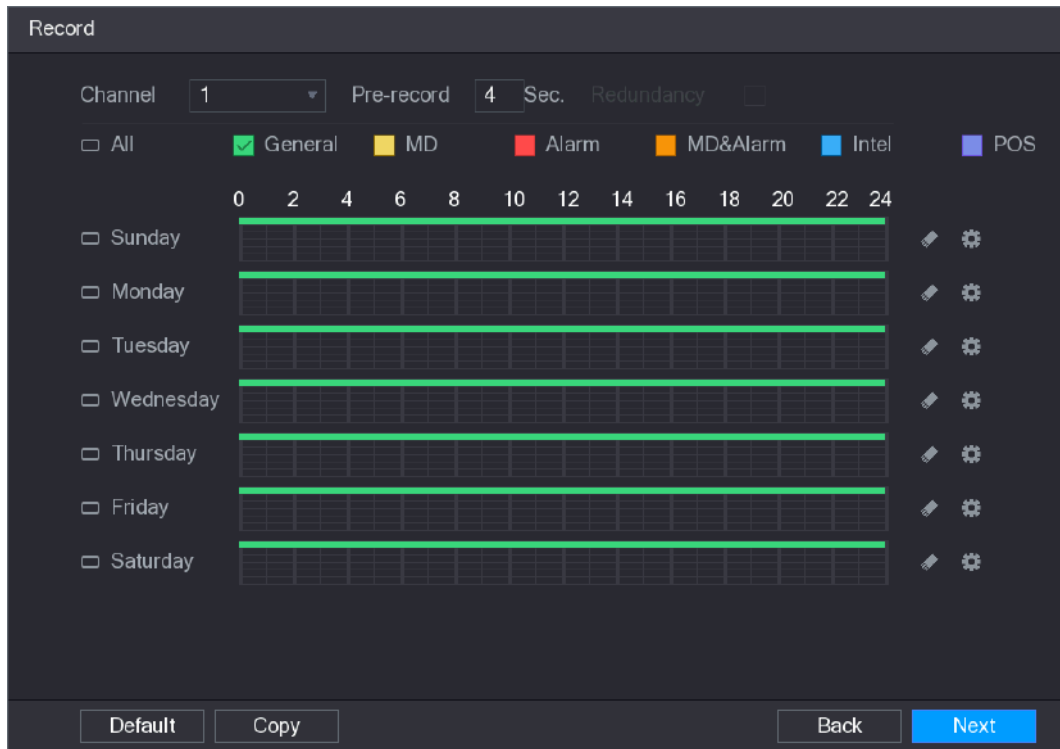 Record
Channel 1 Pre-record 4 Sec. Redundancy
All General MD Alarm MD&Alarm Intel POS
0 2 4 6 8 10 12 14 16 18 20 22 24
Sunday
Monday
Tuesday
Wednesday
Thursday
Friday
Saturday
Default Copy Back Next